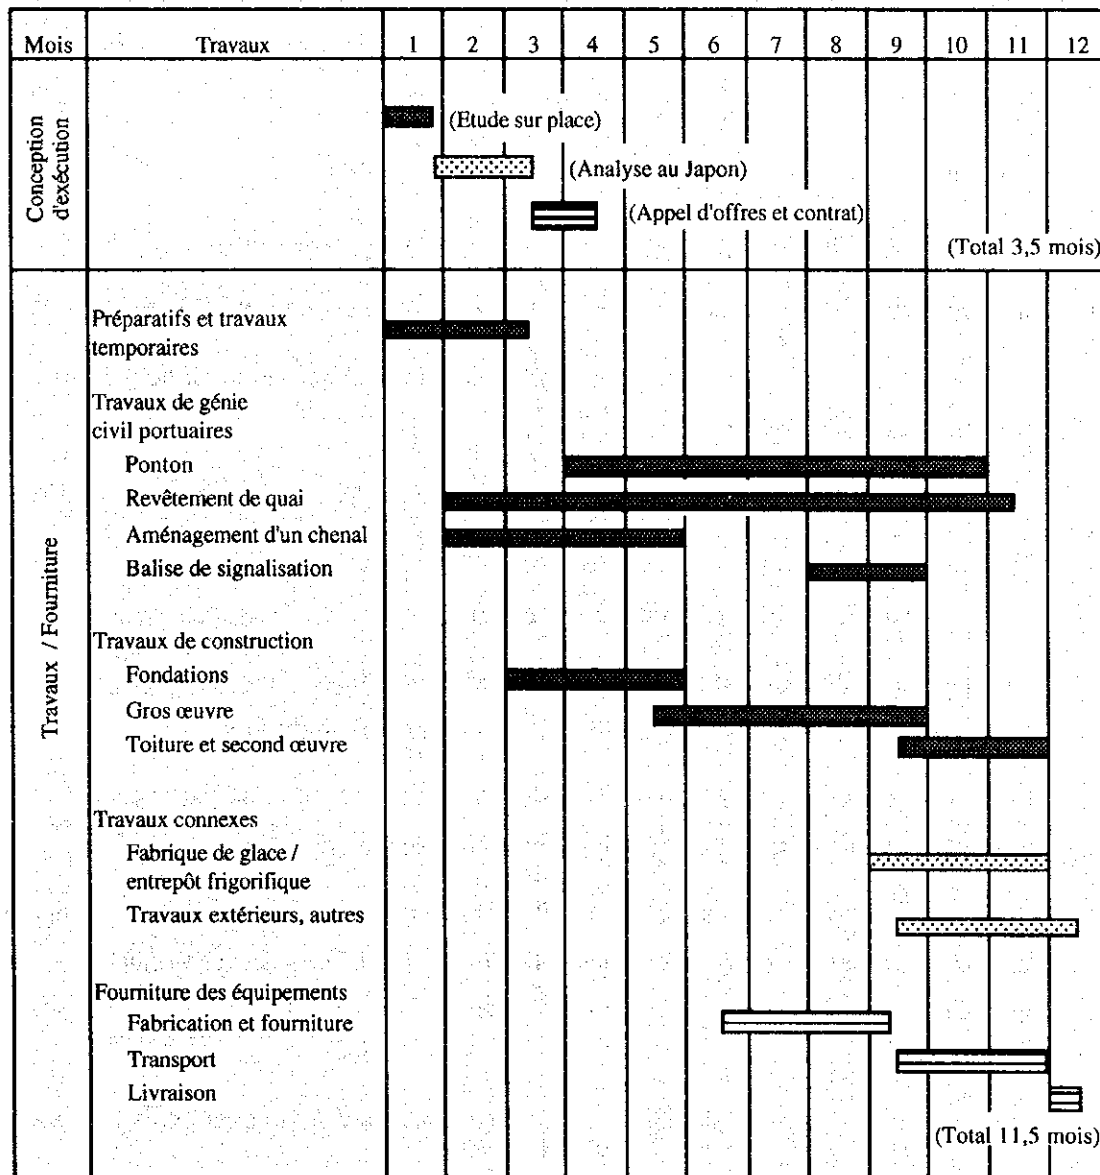 Mois Travaux 1 2 3 4 5 6 7 8 9 10 11 12
Conception
d'exécution
(Etude sur place)
(Analyse au Japon)
(Appel d'offres et contrat)
(Total 3,5 mois)
Travaux / Fourniture
Préparatifs et travaux
temporaires
Travaux de génie
civil portuaires
Ponton
Revêtement de quai
Aménagement d'un chenal
Balise de signalisation
Travaux de construction
Fondations
Gros œuvre
Toiture et second œuvre
Travaux connexes
Fabrique de glace /
entrepôt frigorifique
Travaux extérieurs, autres
Fourniture des équipements
Fabrication et fourniture
Transport
Livraison
(Total 11,5 mois)